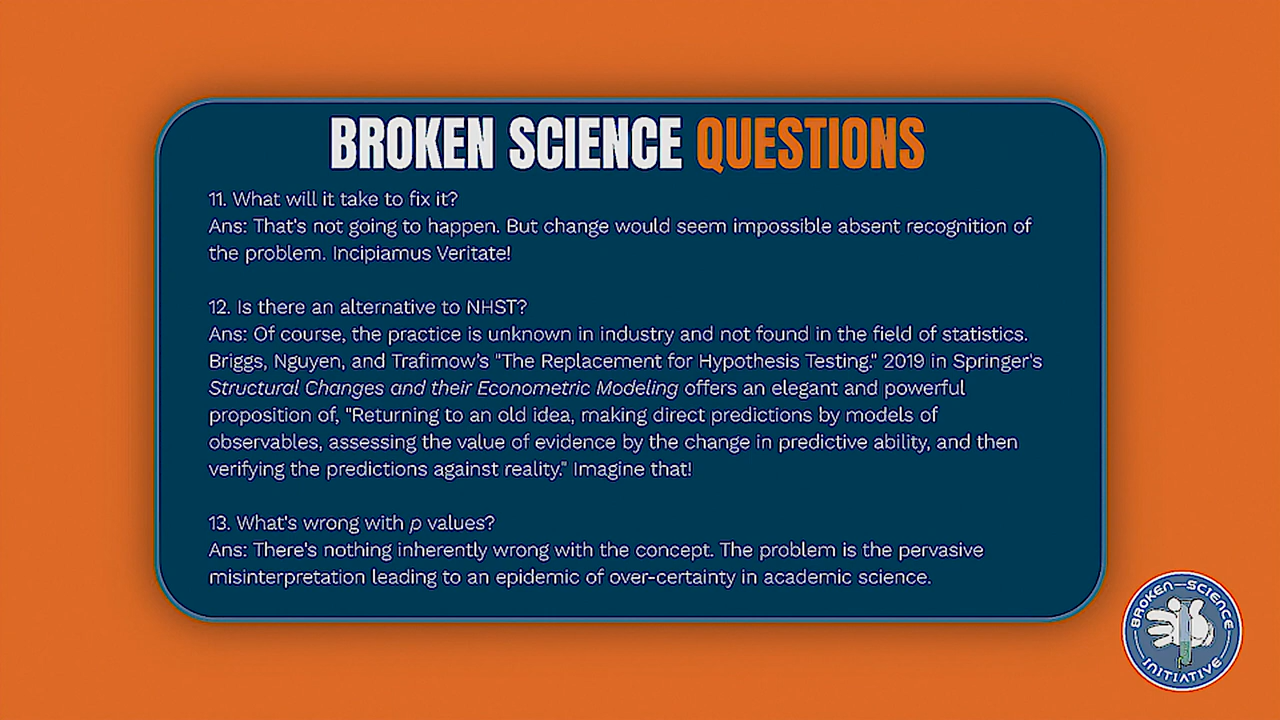 BROKEN SCIENCE QUESTIONS
11. What will it take to fix it?
Ans: That's not going to happen. But change would seem impossible absent recognition of
the problem. Incipiamus Veritate!
12. Is there an alternative to NHST?
Ans: Of course, the practice is unknown in industry and not found in the field of statistics.
Briggs, Nguyen, and Trafimow's "The Replacement for Hypothesis Testing." 2019 in Springer's
Structural Changes and their Econometric Modeling offers an elegant and powerful
proposition of, "Returning to an old idea, making direct predictions by models of
observables, assessing the value of evidence by the change in predictive ability, and then
verifying the predictions against reality." Imagine that!
13. What's wrong with p values?
Ans: There's nothing inherently wrong with the concept. The problem is the pervasive
misinterpretation leading to an epidemic of over-certainty in academic science.
BROKEN-SCIENCE
INITIATIVE